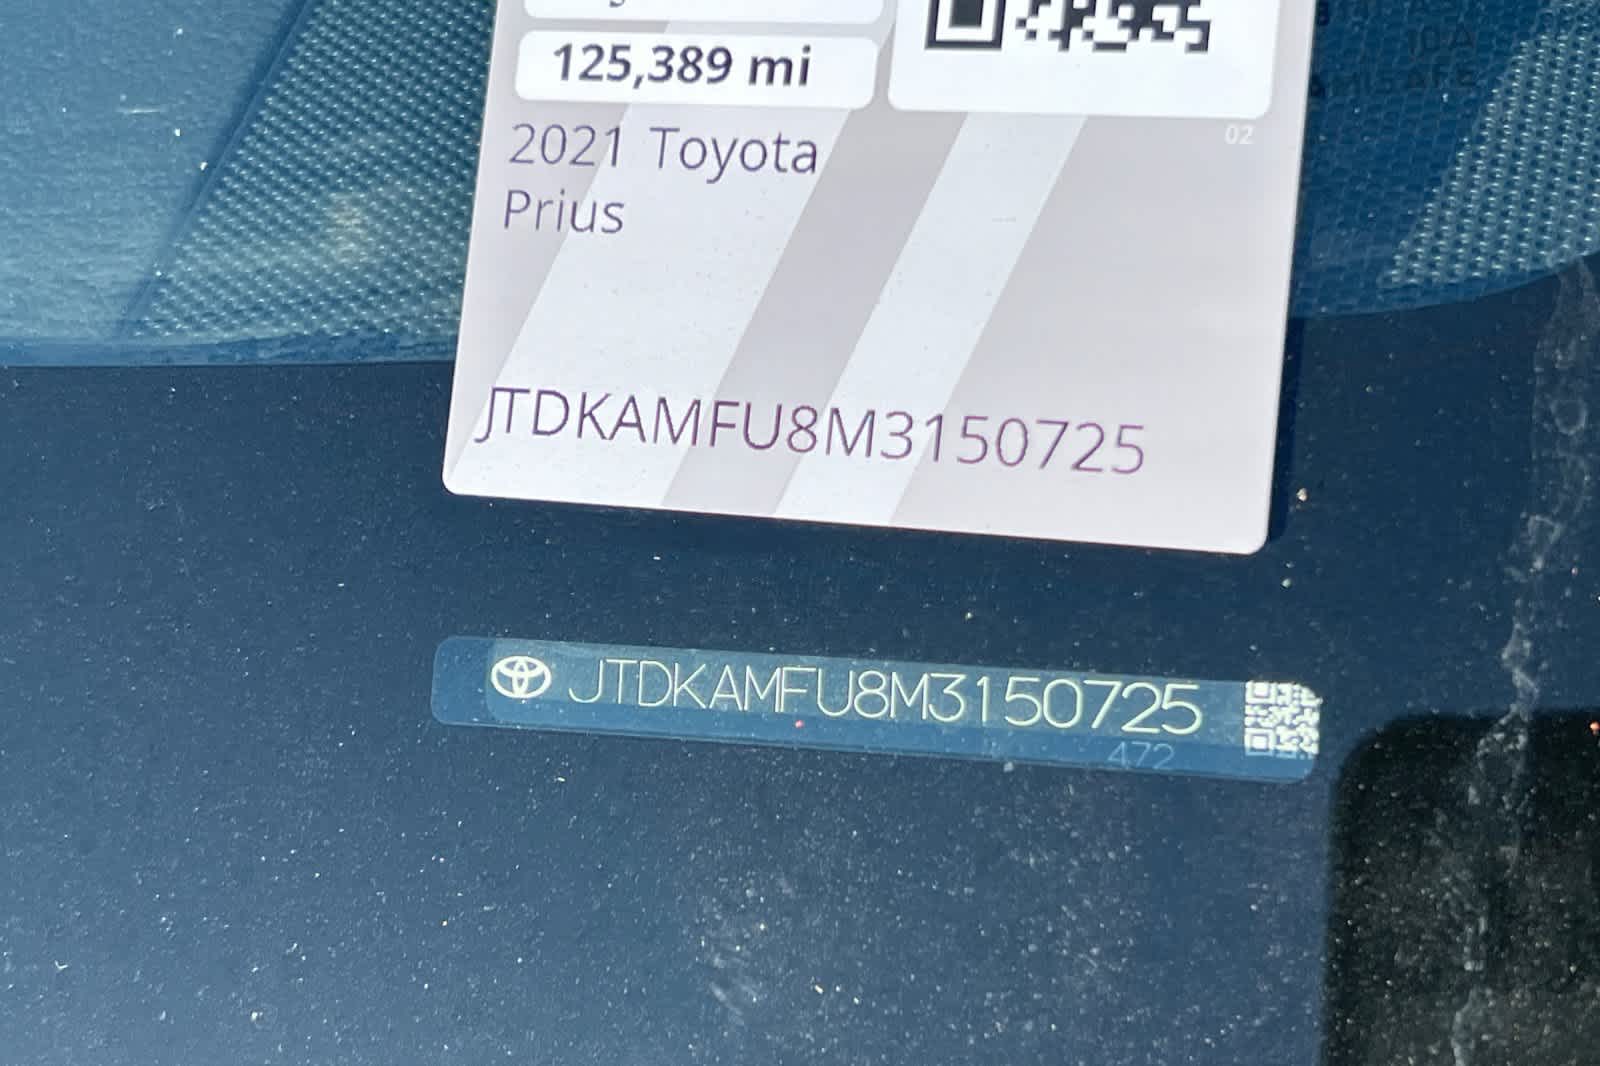 125,389 mi
02
2021 Toyota
Prius
JTDKAMFU8M3150725
JTDKAMFU8M3150725
472